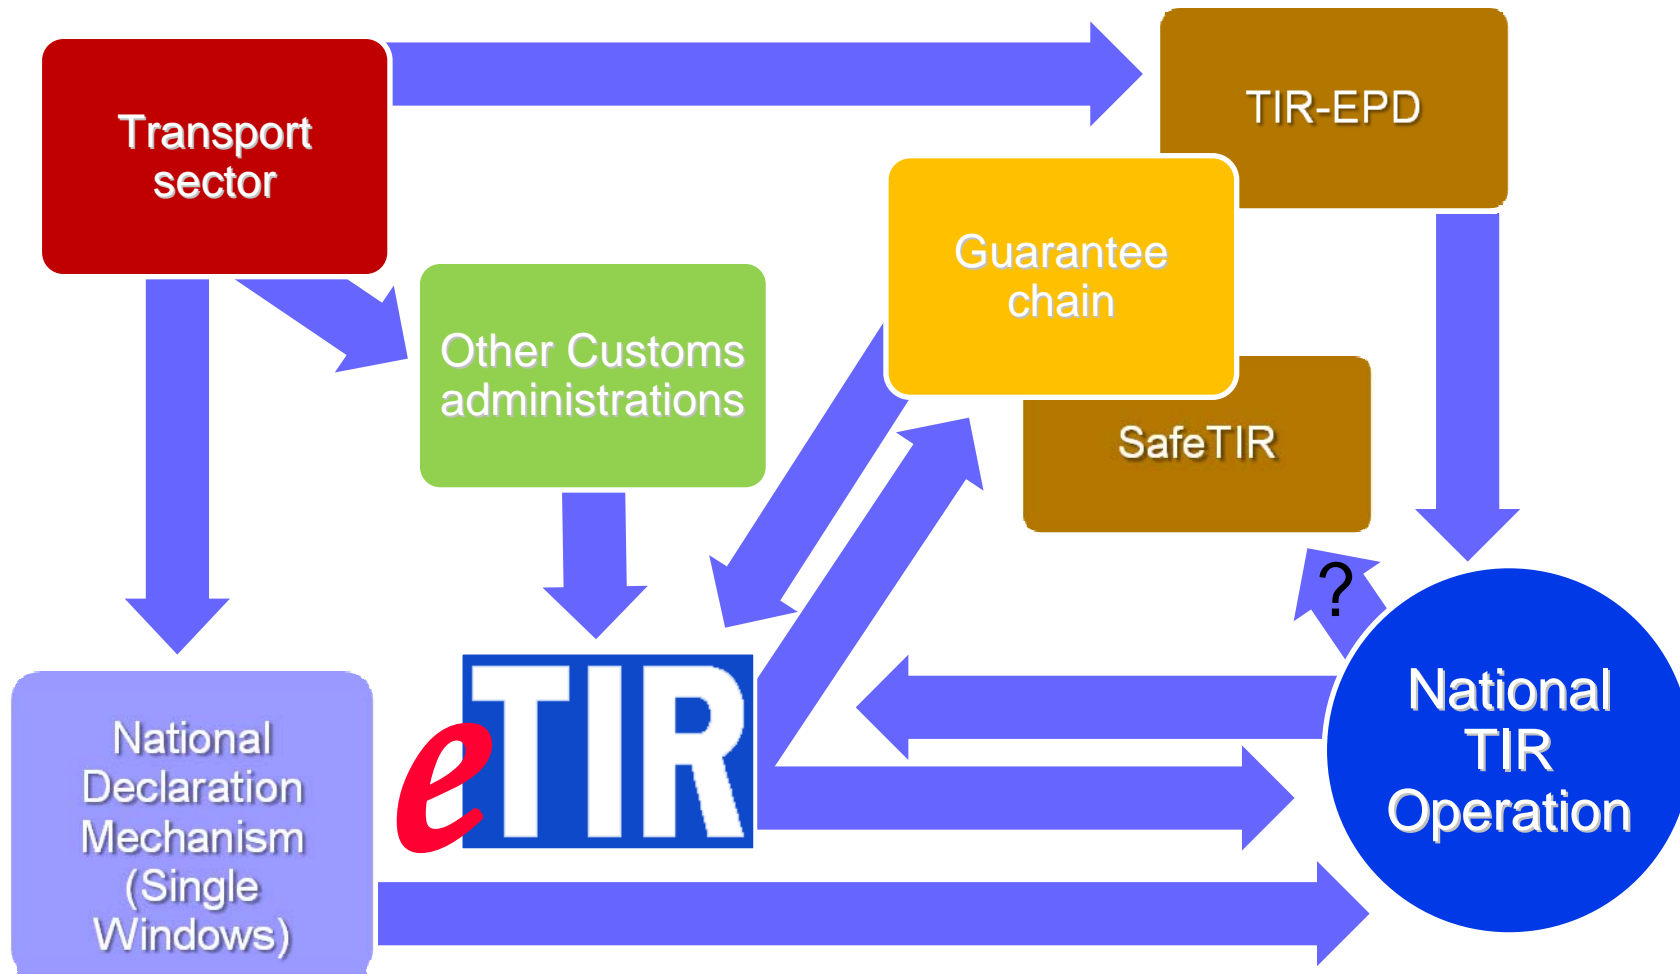 TIR-EPD
Transport
sector
Guarantee
chain
Other Customs
administrations
SafeTIR
?
eTIR
National
TIR
Operation
National
Declaration
Mechanism
(Single
Windows)